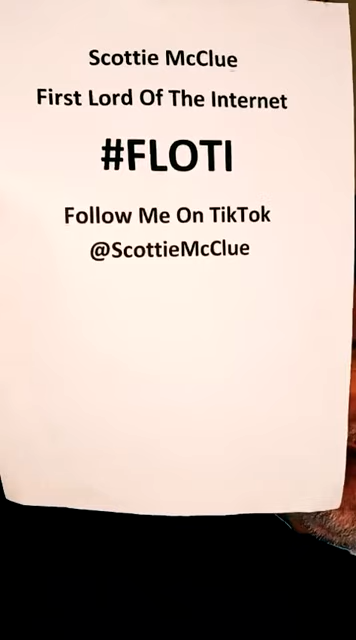 Scottie McClue
First Lord Of The Internet
#FLOTI
Follow Me On TikTok
@ScottieMcClue